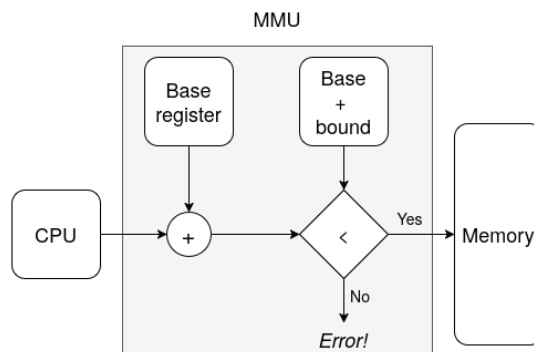 MMU
Base
register
Base
+
bound
CPU
+
<
Yes
Memory
No
Error!